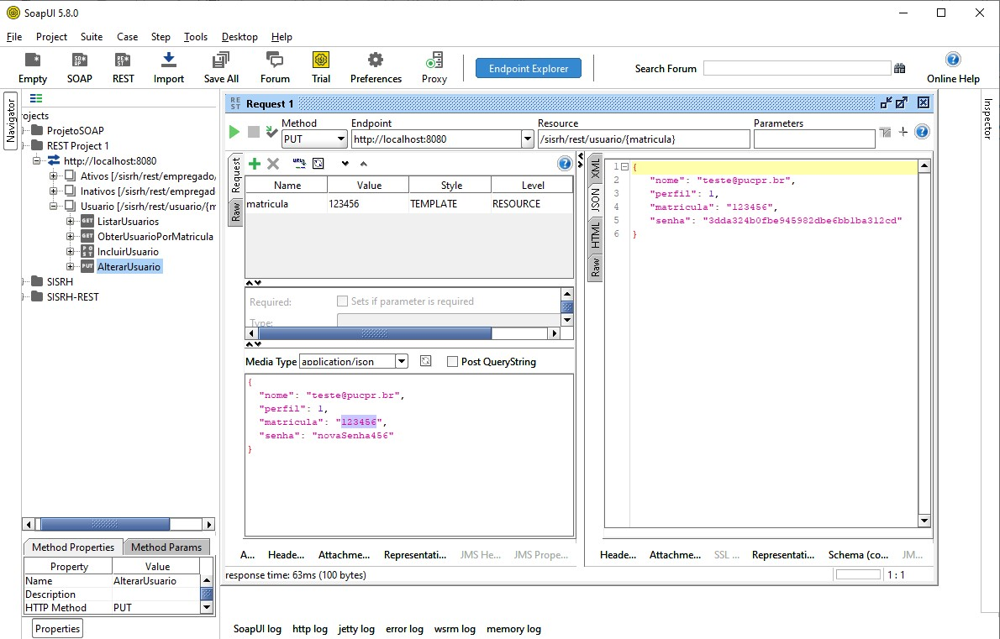 SoapUI 5.8.0
File Project Suite Case Step Tools Desktop Help
Empty SOAP REST Import Save All Forum Trial Preferences Proxy Endpoint Explorer Search Forum Online Help
Navigator
ojects
ProjetoSOAP
REST Project 1
http://localhost:8080
Ativos [/sisrh/rest/empregado/
Inativos [/sisrh/rest/empregad
Usuario [/sisrh/rest/usuario/{m
GET ListarUsuarios
GET ObterUsuarioPorMatricula
POST IncluirUsuario
PUT AlterarUsuario
SISRH
SISRH-REST
Method Properties Method Params
Property Value
Name AlterarUsuario
Description
HTTP Method PUT
Properties
REST Request 1
Method Endpoint Resource Parameters
PUT http://localhost:8080 /sisrh/rest/usuario/{matricula}
Request
Raw
Name Value Style Level
matricula 123456 TEMPLATE RESOURCE
Required: Sets if parameter is required
Type:
Media Type application/json Post QueryString
{
"nome": "teste@pucpr.br",
"perfil": 1,
"matricula": "123456",
"senha": "novaSenha456"
}
A... Heade... Attachme... Representati... JMS He... JMS Prope...
response time: 63ms (100 bytes)
XML
JSON
HTML
Raw
1 {
2 "nome": "teste@pucpr.br",
3 "perfil": 1,
4 "matricula": "123456",
5 "senha": "3dda324b0fbe945982dbe6bb1ba312cd"
6 }
Heade... Attachme... SSL ... Representati... Schema (co... JM...
1 : 1
Inspector
SoapUI log http log jetty log error log wsrm log memory log